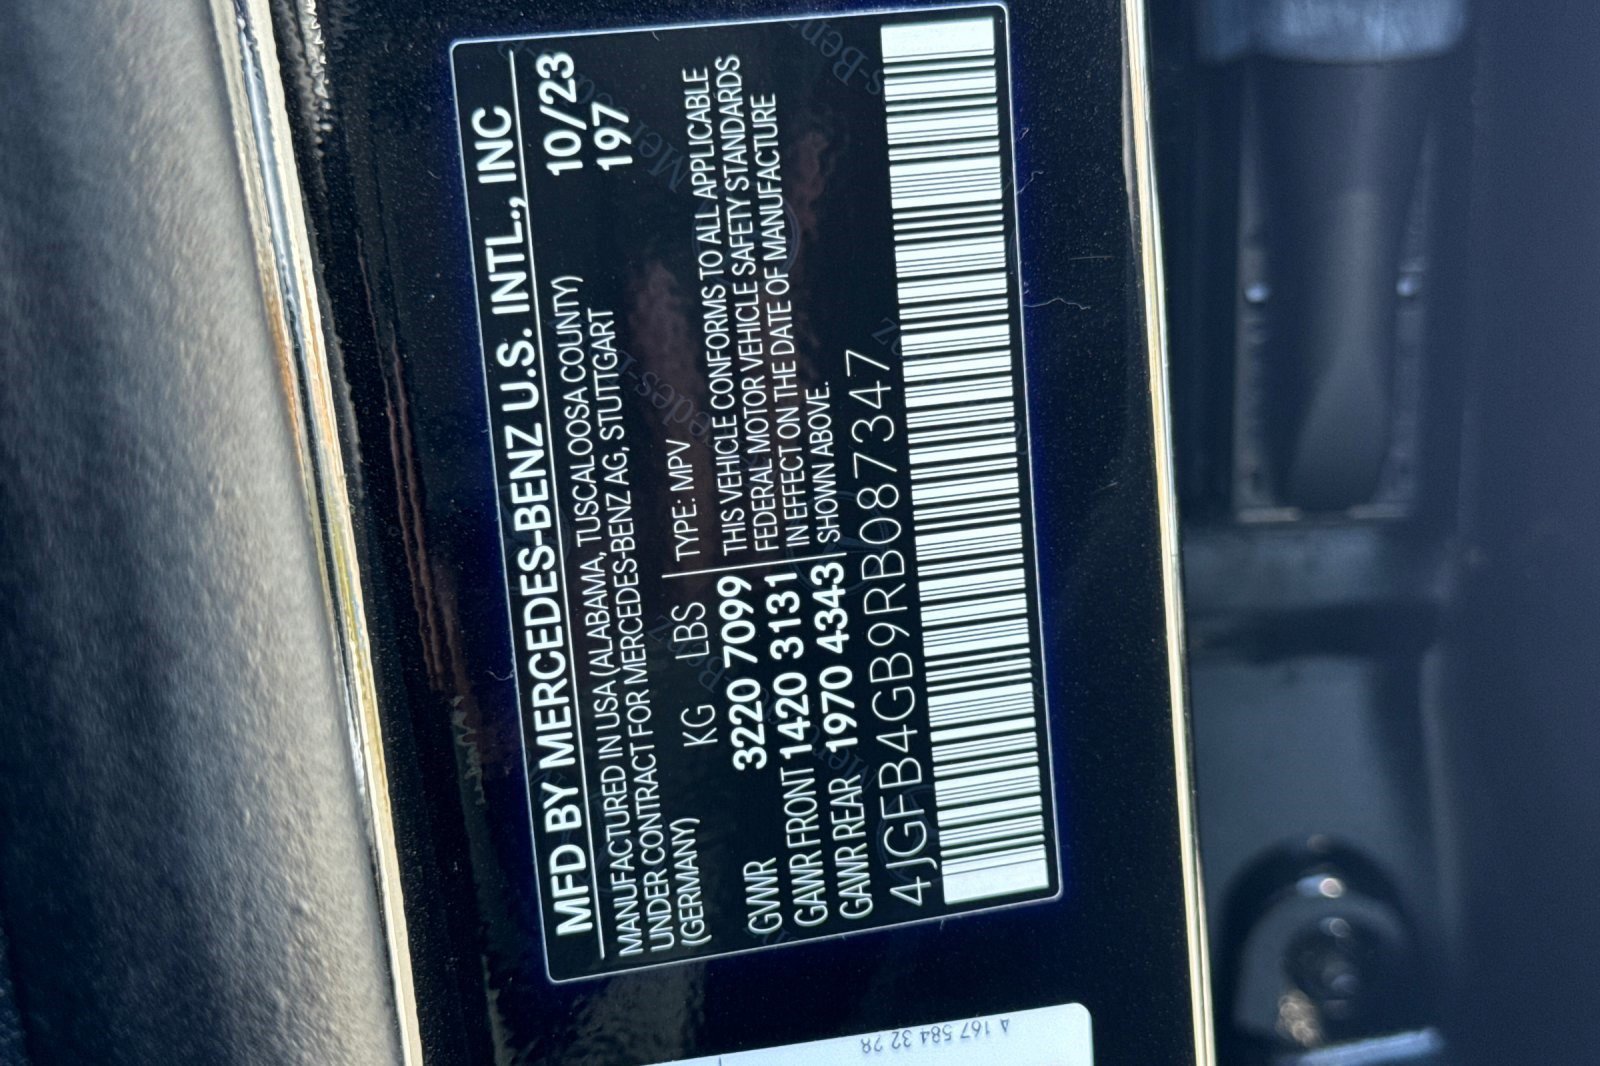 MFD BY MERCEDES-BENZ U.S. INTL., INC
MANUFACTURED IN USA (ALABAMA, TUSCALOOSA COUNTY) 10/23
UNDER CONTRACT FOR MERCEDES-BENZ AG, STUTTGART 197
(GERMANY)
KG LBS TYPE: MPV
GVWR 3220 7099 THIS VEHICLE CONFORMS TO ALL APPLICABLE
GAWR FRONT 1420 3131 FEDERAL MOTOR VEHICLE SAFETY STANDARDS
GAWR REAR 1970 4343 IN EFFECT ON THE DATE OF MANUFACTURE
SHOWN ABOVE.
4JGFB4GB9RB087347
A 167 584 32 28